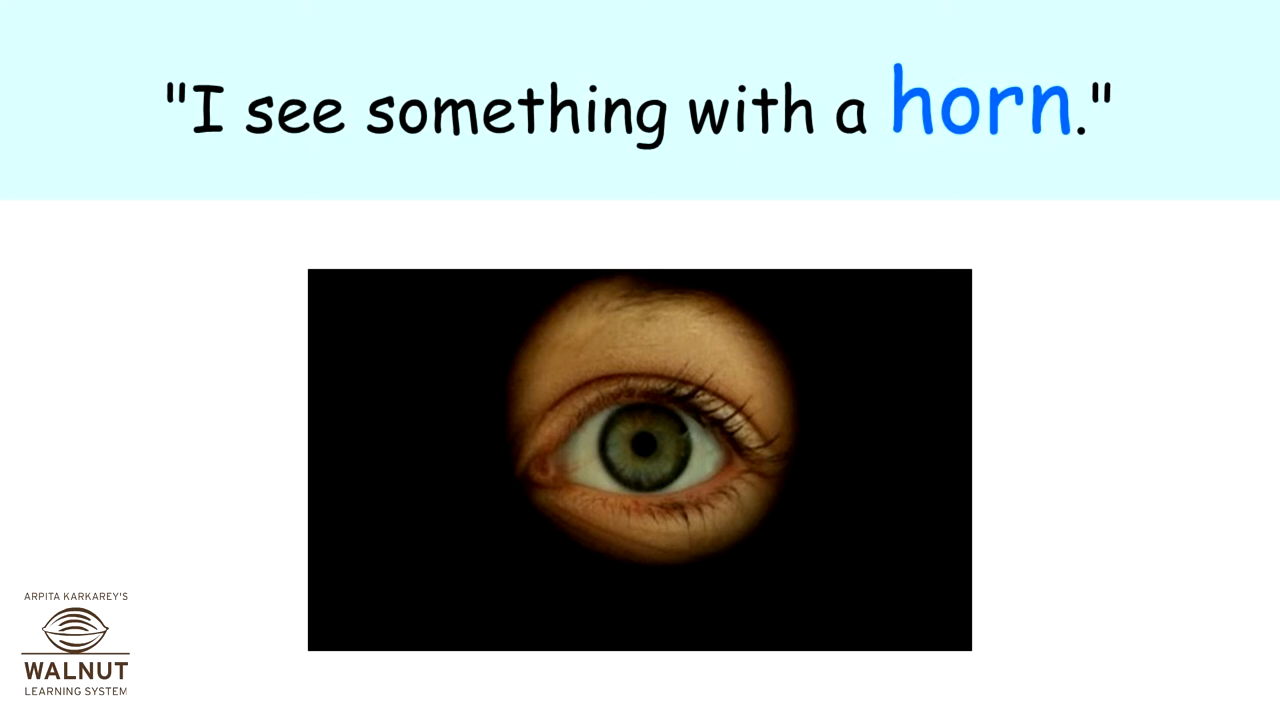 "I see something with a horn."
ARPITA KARKAREY'S
WALNUT
LEARNING SYSTEM